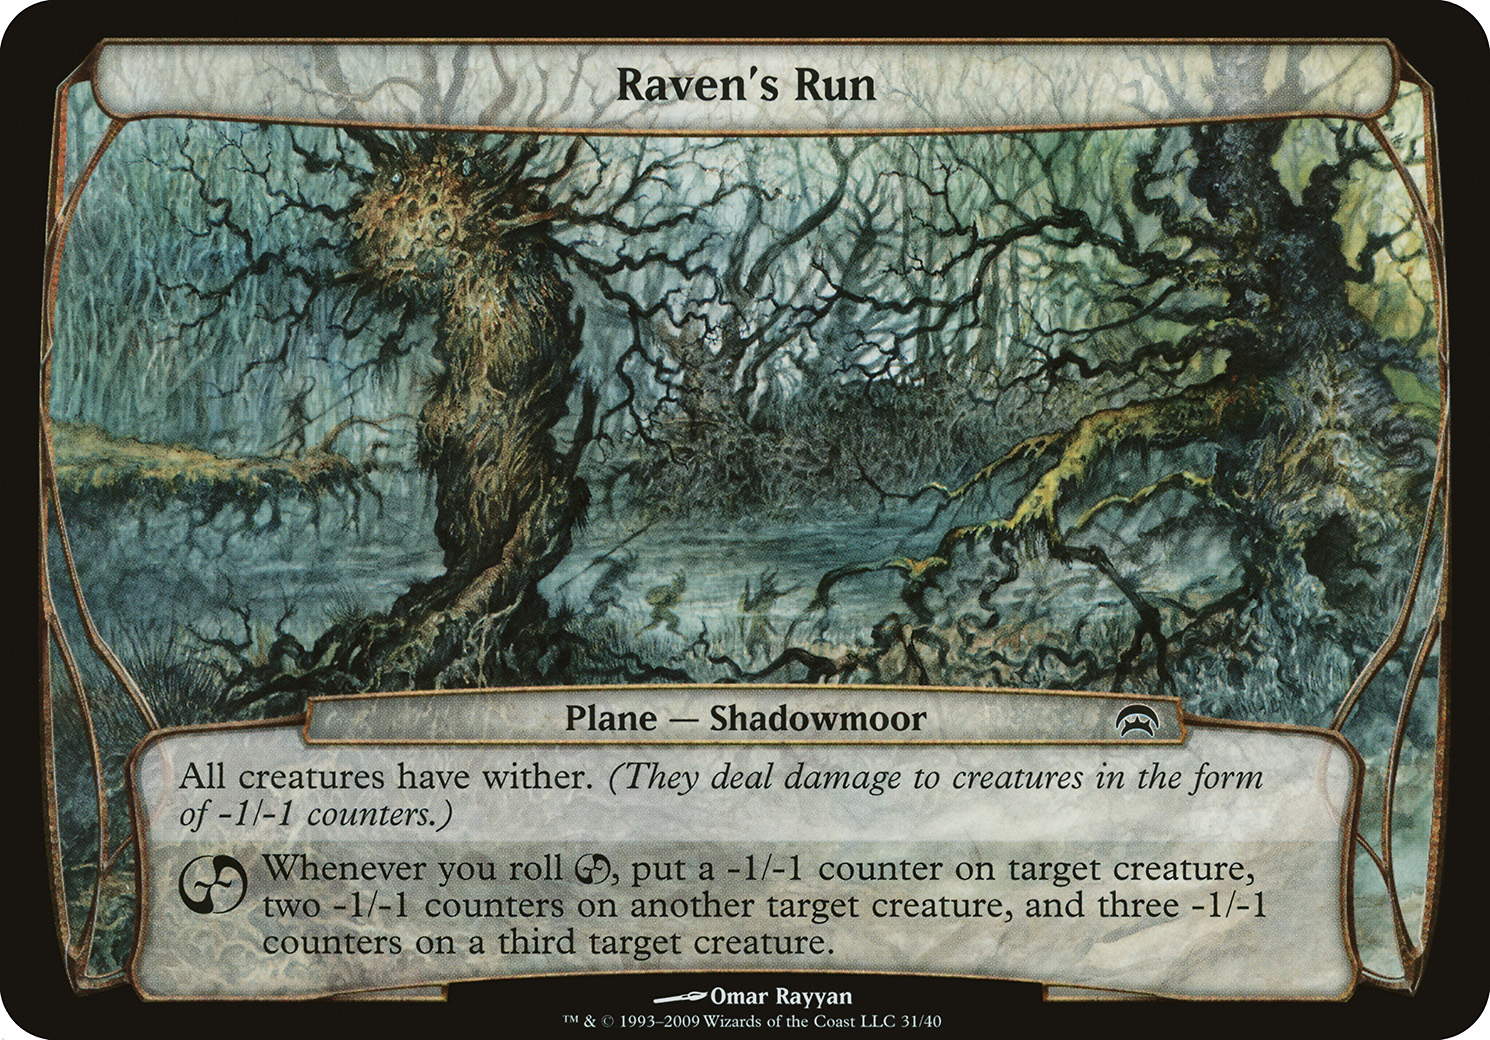 Raven's Run
Plane — Shadowmoor
All creatures have wither. (They deal damage to creatures in the form
of -1/-1 counters.)
Whenever you roll , put a -1/-1 counter on target creature,
two -1/-1 counters on another target creature, and three -1/-1
counters on a third target creature.
Omar Rayyan
™ & © 1993–2009 Wizards of the Coast LLC 31/40